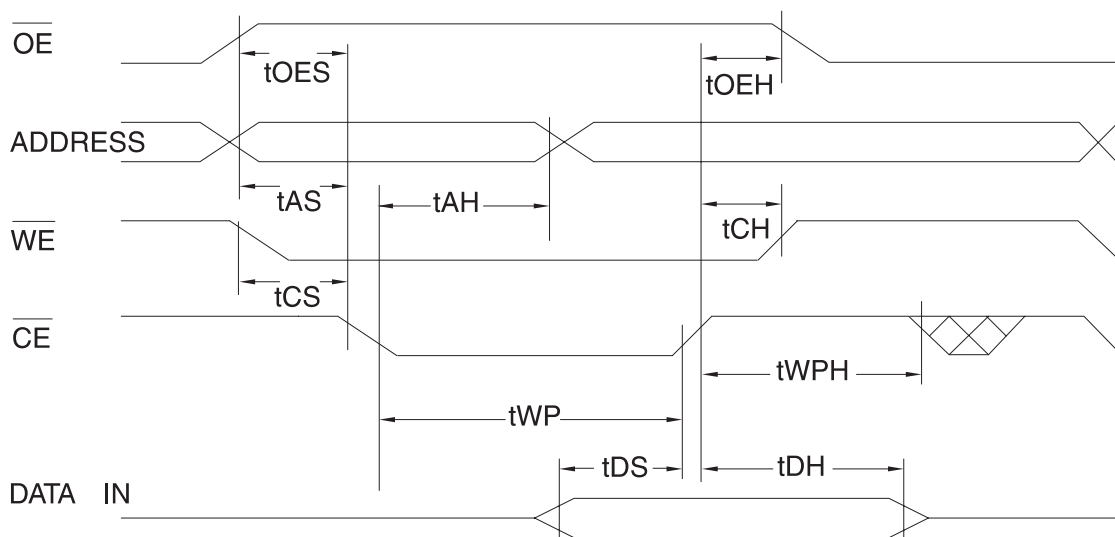 OE
tOES
tOEH
ADDRESS
tAS
tAH
WE
tCH
tCS
CE
tWPH
tWP
tDS
tDH
DATA IN